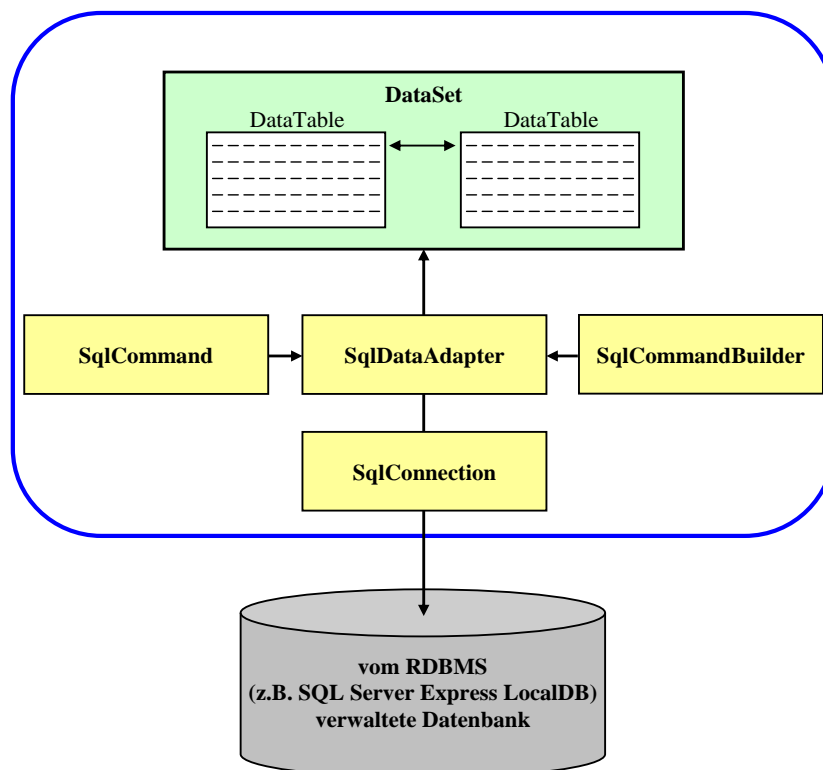 DataSet
DataTable DataTable
SqlCommand SqlDataAdapter SqlCommandBuilder
SqlConnection
vom RDBMS
(z.B. SQL Server Express LocalDB)
verwaltete Datenbank